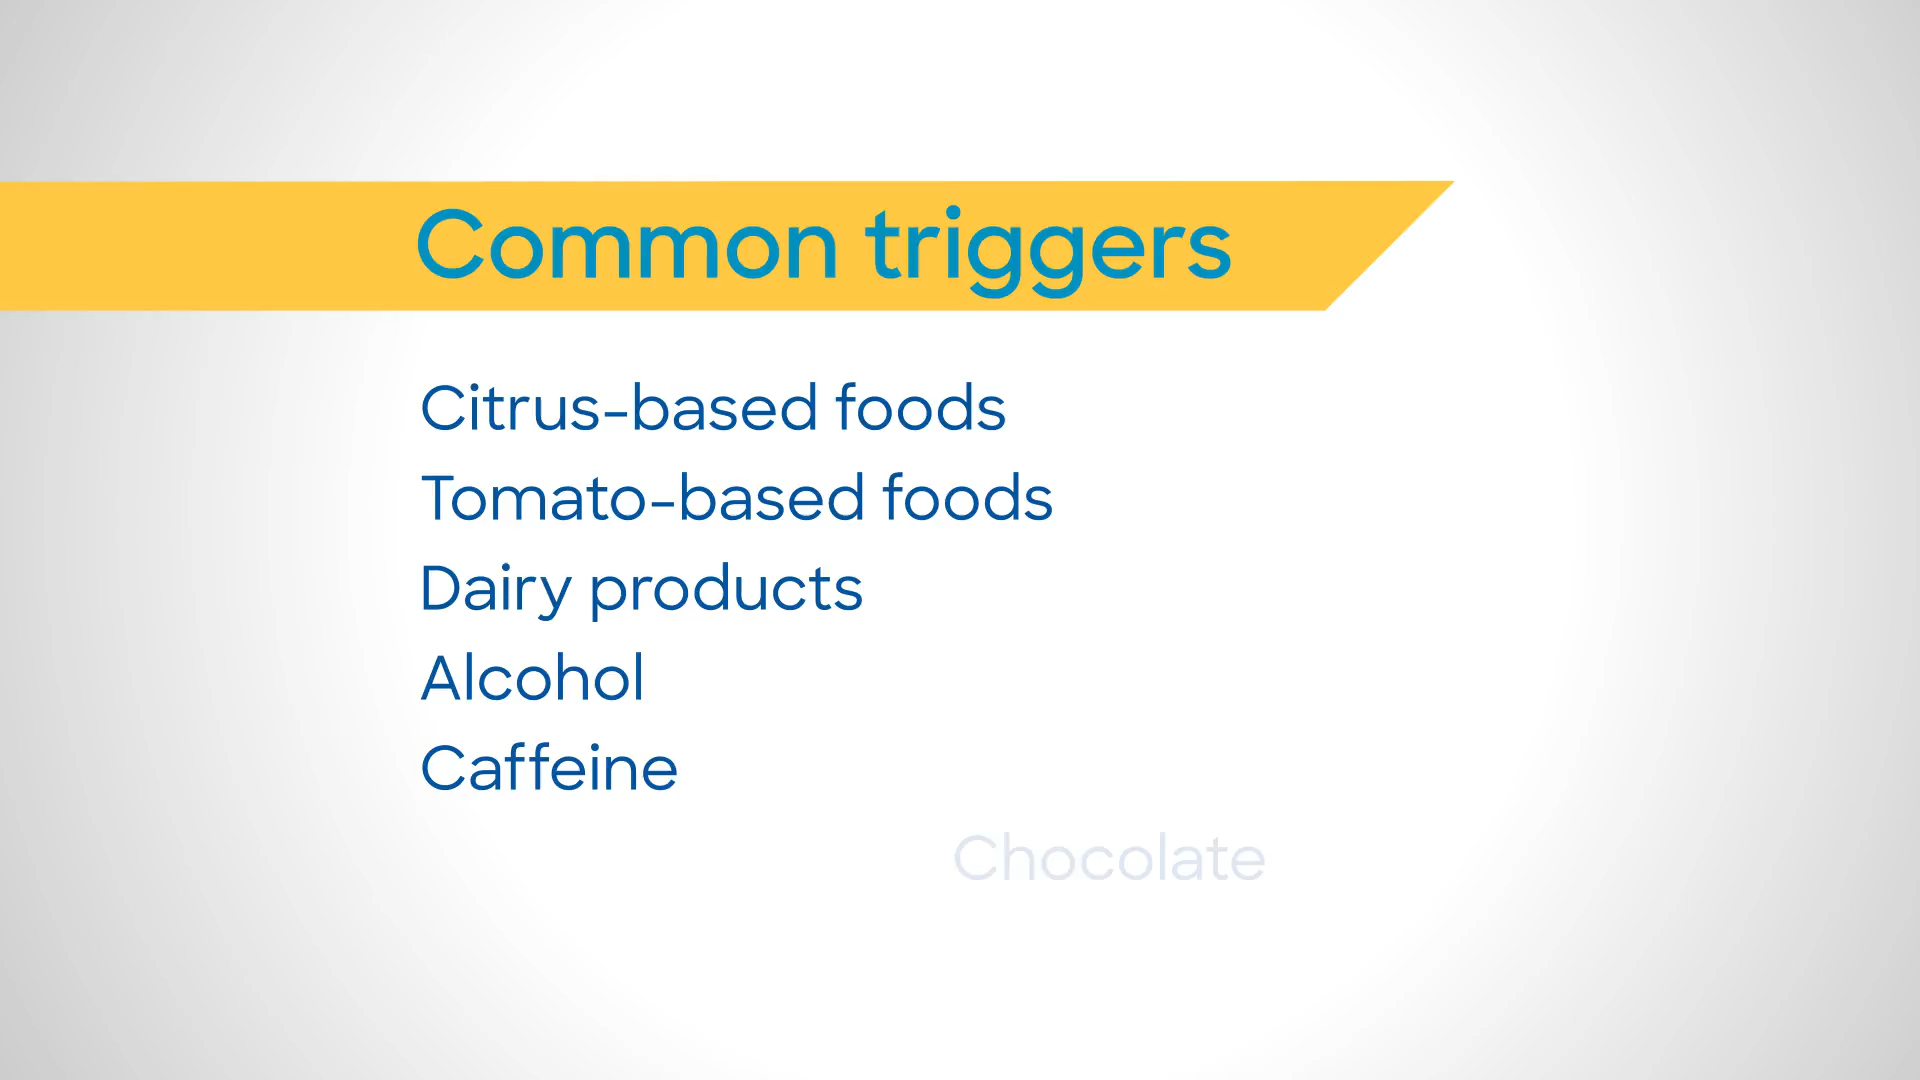 Common triggers
Citrus-based foods
Tomato-based foods
Dairy products
Alcohol
Caffeine
Chocolate